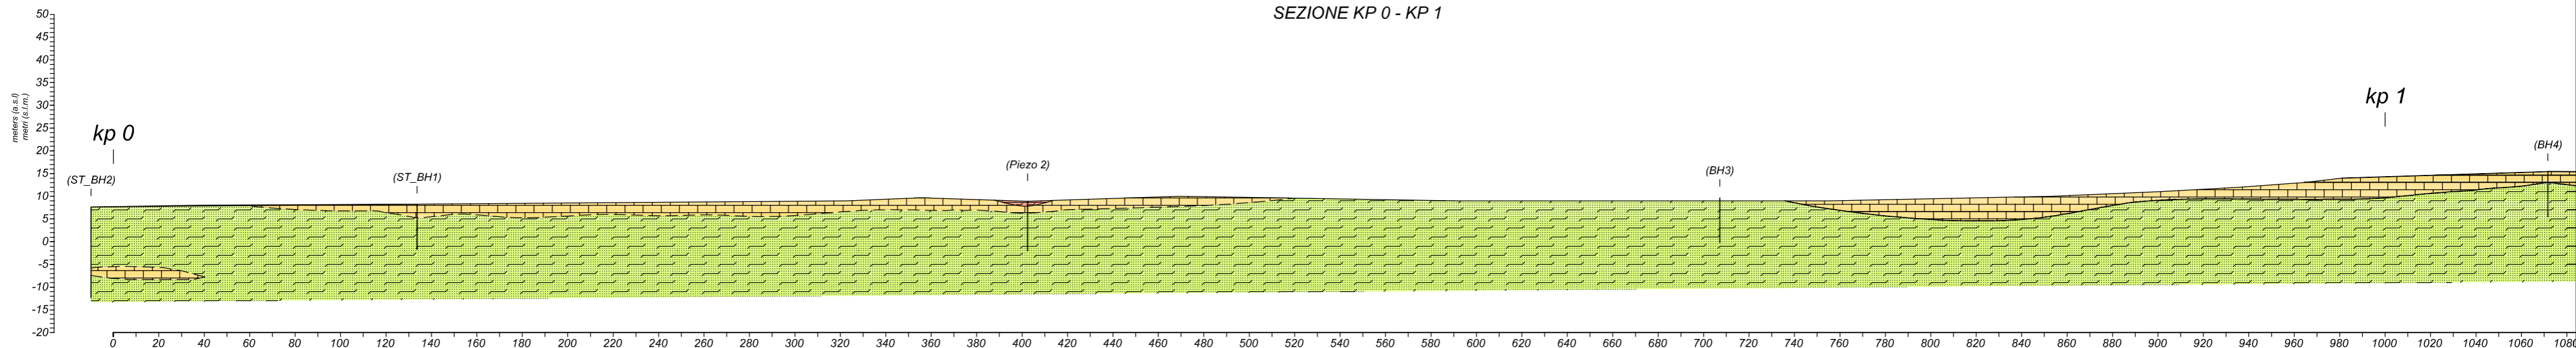 SEZIONE KP 0 - KP 1
50
45
40
35
30
25
20
15
10
5
0
-5
-10
-15
-20
meters (a.s.l)
metri (s.l.m.)
kp 0
kp 1
(ST_BH2)
(ST_BH1)
(Piezo 2)
(BH3)
(BH4)
0 20 40 60 80 100 120 140 160 180 200 220 240 260 280 300 320 340 360 380 400 420 440 460 480 500 520 540 560 580 600 620 640 660 680 700 720 740 760 780 800 820 840 860 880 900 920 940 960 980 1000 1020 1040 1060